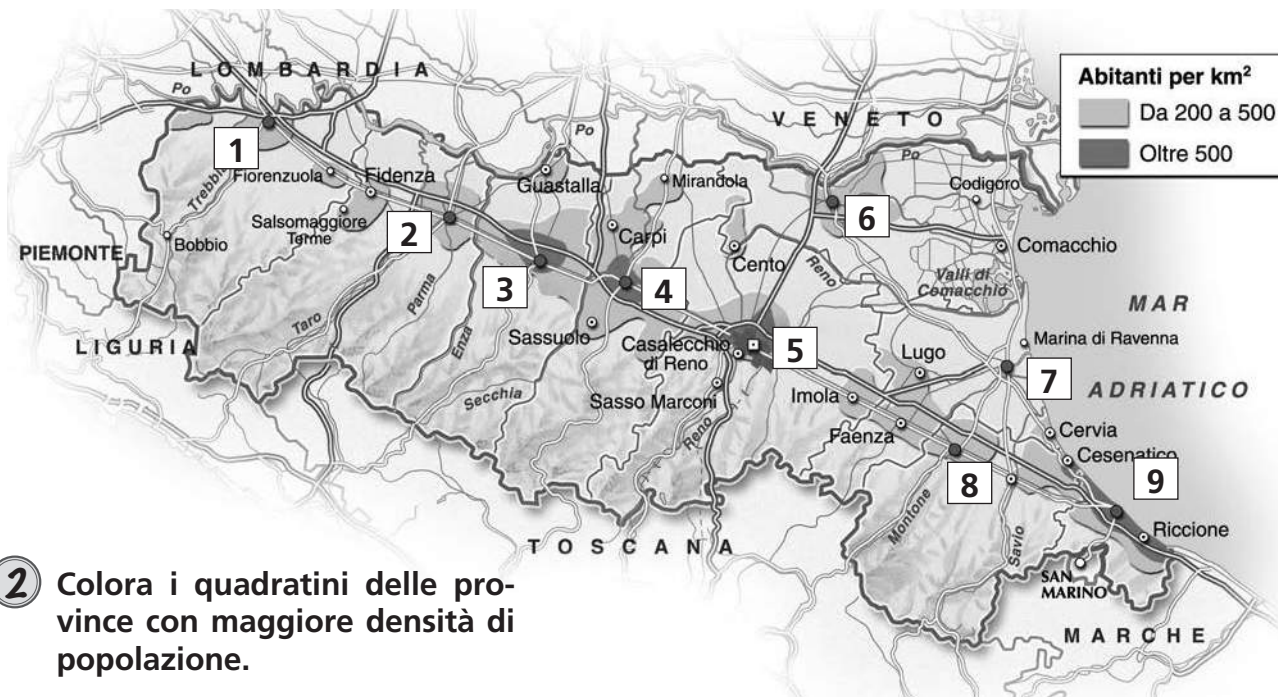 LOMBARDIA
Po
VENETO
Abitanti per km²
Da 200 a 500
Oltre 500
1
Fiorenzuola
Fidenza
Guastalla
Po
Mirandola
Po
Codigoro
Trebbi
Salsomaggiore
Terme
2
Carpi
6
PIEMONTE
Bobbio
Comacchio
Cento
Reno
Valli di
Comacchio
3
4
Parma
Enza
Taro
MAR
LIGURIA
Sassuolo
Casalecchio
di Reno
5
Lugo
Marina di Ravenna
7
ADRIATICO
Secchia
Sasso Marconi
Imola
Reno
Faenza
Cervia
Cesenatico
8
9
Montone
Savio
Riccione
TOSCANA
SAN
MARINO
MARCHE
2 Colora i quadratini delle pro-
vince con maggiore densità di
popolazione.